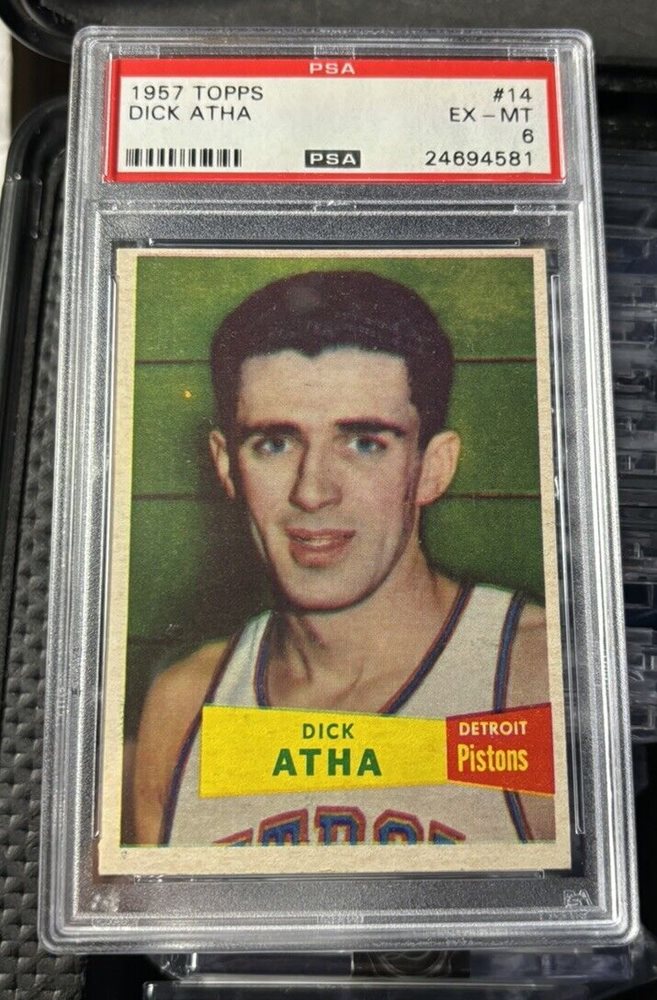 PSA
1957 TOPPS #14
DICK ATHA EX - MT
6
PSA 24694581
DICK
ATHA
DETROIT
Pistons